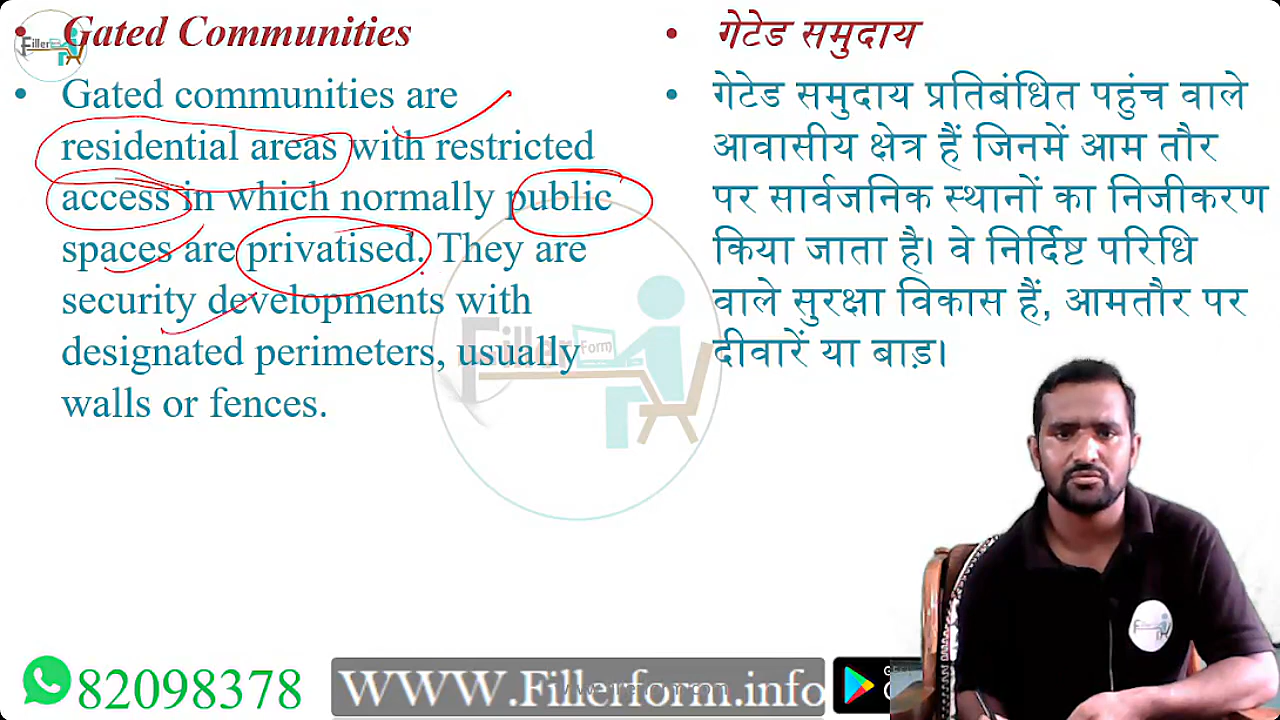 Gated Communities
Gated communities are
residential areas with restricted
access in which normally public
spaces are privatised. They are
security developments with
designated perimeters, usually
walls or fences.
गेटेड समुदाय
गेटेड समुदाय प्रतिबंधित पहुंच वाले
आवासीय क्षेत्र हैं जिनमें आम तौर
पर सार्वजनिक स्थानों का निजीकरण
किया जाता है। वे निर्दिष्ट परिधि
वाले सुरक्षा विकास हैं, आमतौर पर
दीवारें या बाड़।
Filler Form
82098378
www.Fillerform.info